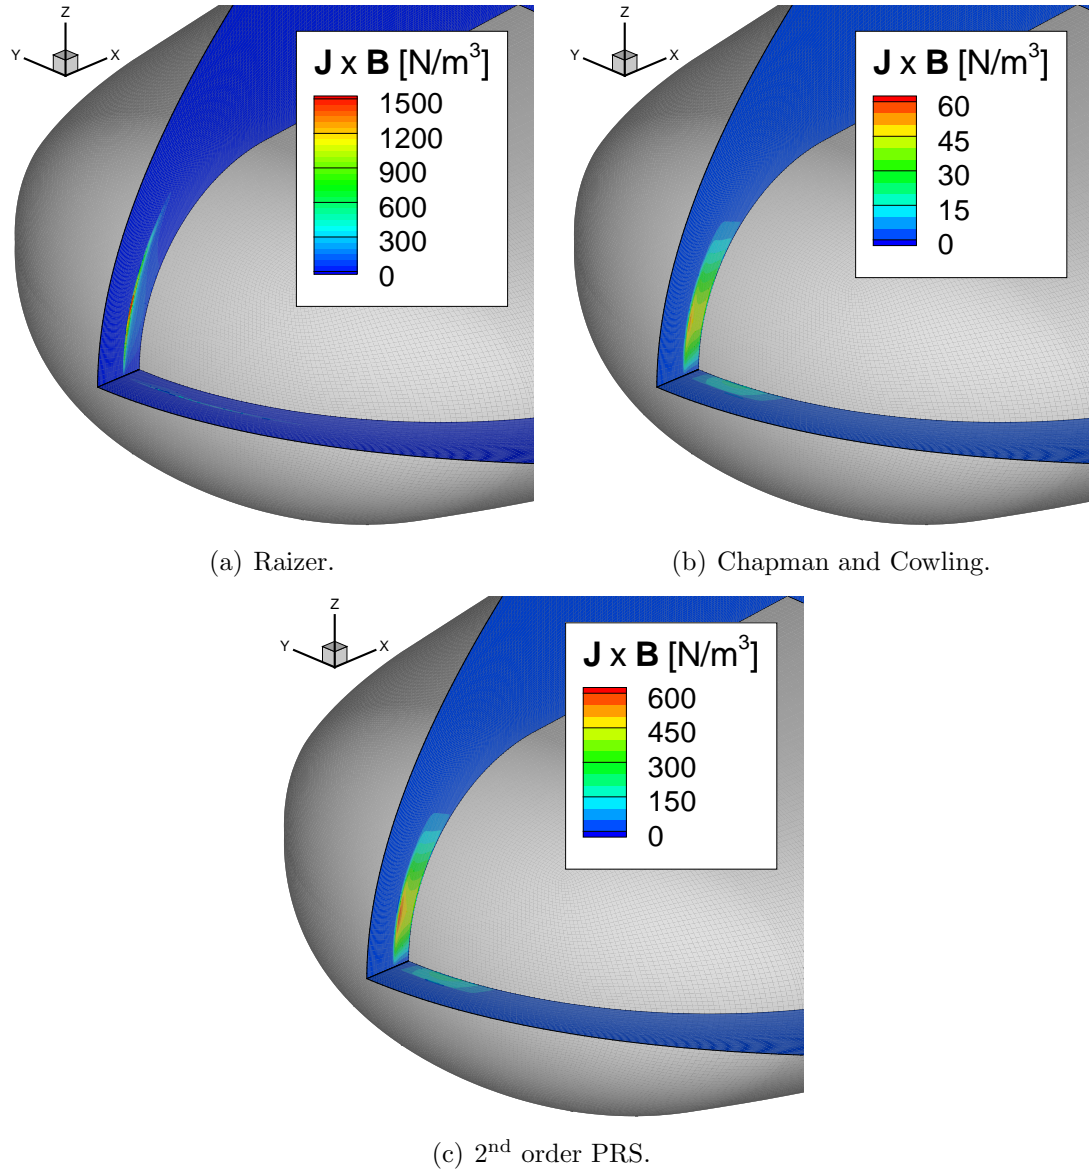 Z
Y
X
J x B [N/m³]
1500
1200
900
600
300
0
(a) Raizer.
Z
Y
X
J x B [N/m³]
60
45
30
15
0
(b) Chapman and Cowling.
Z
Y
X
J x B [N/m³]
600
450
300
150
0
(c) 2ⁿᵈ order PRS.